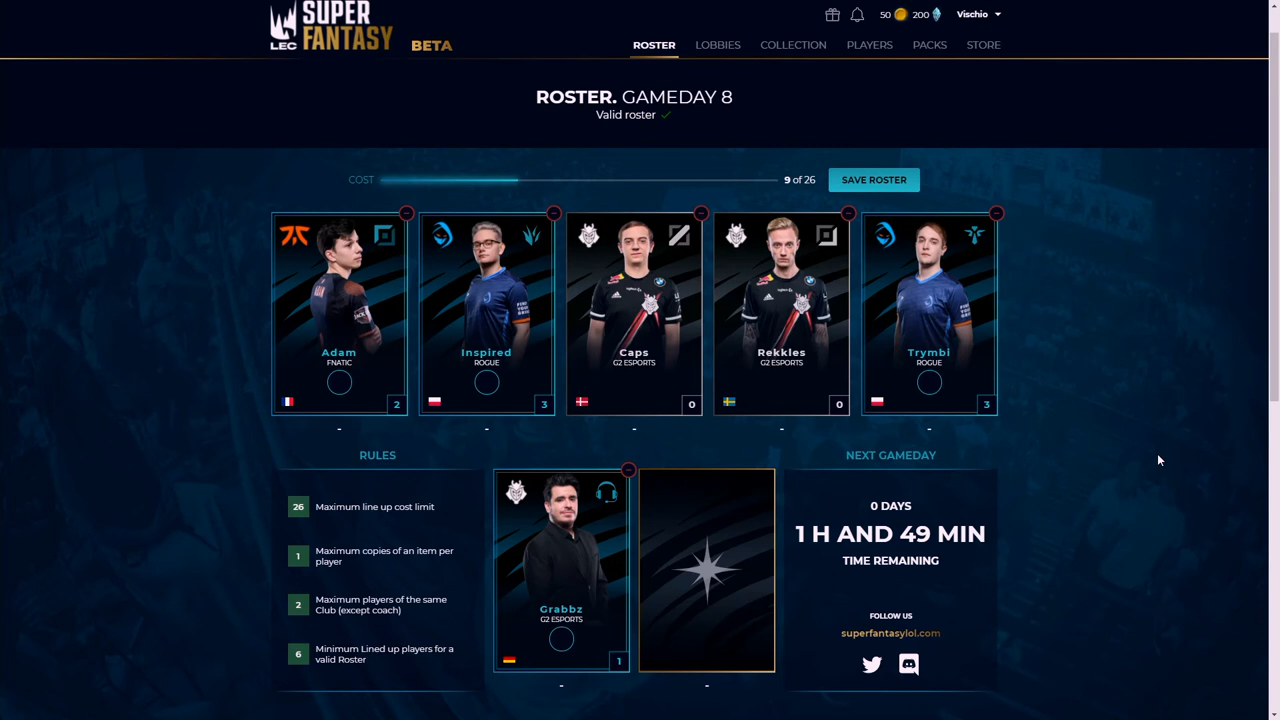 LEC SUPER FANTASY BETA
50 200 Vischio
ROSTER LOBBIES COLLECTION PLAYERS PACKS STORE
ROSTER. GAMEDAY 8
Valid roster
COST 9 of 26 SAVE ROSTER
Adam
FNATIC
2
Inspired
ROGUE
3
Caps
G2 ESPORTS
0
Rekkles
G2 ESPORTS
0
Trymbi
ROGUE
3
- - - - -
RULES
26 Maximum line up cost limit
1 Maximum copies of an item per
player
2 Maximum players of the same
Club (except coach)
6 Minimum Lined up players for a
valid Roster
Grabbz
G2 ESPORTS
1
- -
NEXT GAMEDAY
0 DAYS
1 H AND 49 MIN
TIME REMAINING
FOLLOW US
superfantasylol.com